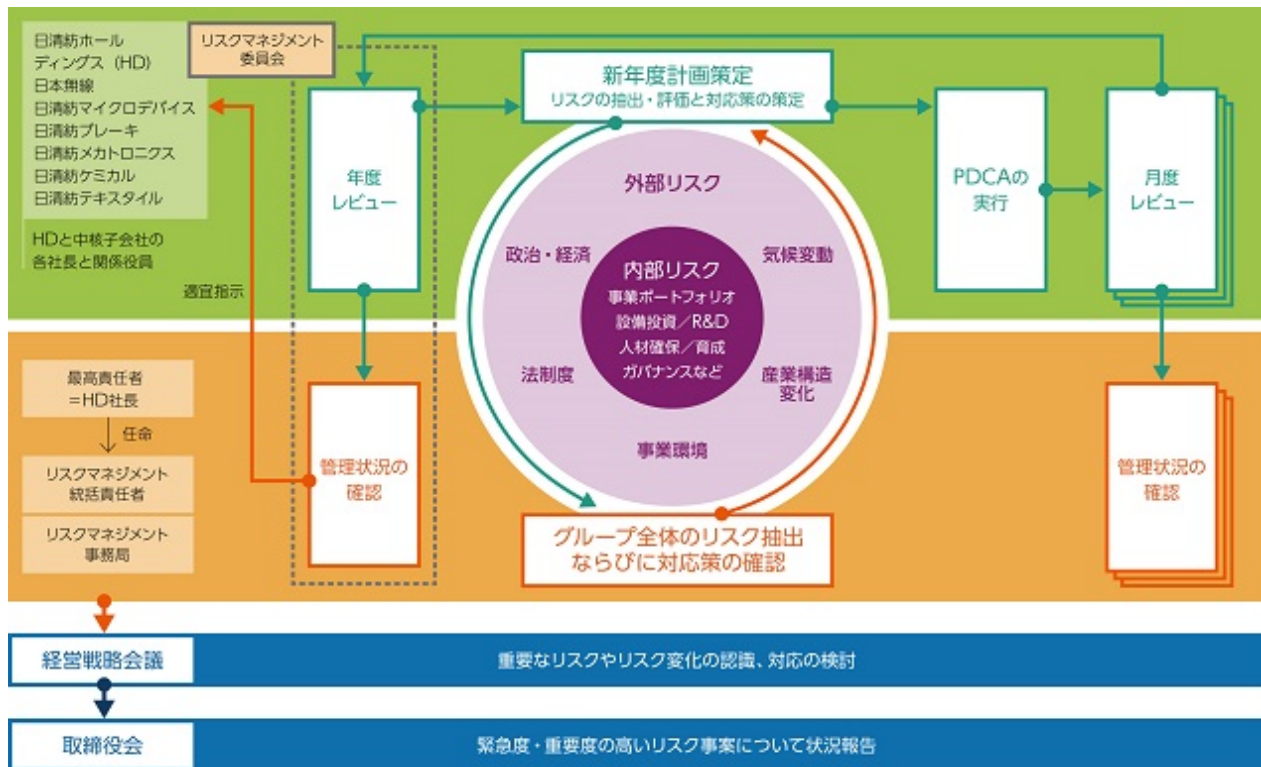 日清紡ホール
ディングス（HD）
日本無線
日清紡マイクロデバイス
日清紡ブレーキ
日清紡メカトロニクス
日清紡ケミカル
日清紡テキスタイル
HDと中核子会社の
各社長と関係役員
リスクマネジメント
委員会
適宜指示
年度
レビュー
新年度計画策定
リスクの抽出・評価と対応策の策定
PDCAの
実行
月度
レビュー
外部リスク
政治・経済
気候変動
内部リスク
事業ポートフォリオ
設備投資／R&D
人材確保／育成
ガバナンスなど
法制度
産業構造
変化
事業環境
最高責任者
＝HD社長
任命
リスクマネジメント
統括責任者
リスクマネジメント
事務局
管理状況の
確認
グループ全体のリスク抽出
ならびに対応策の確認
管理状況の
確認
経営戦略会議
重要なリスクやリスク変化の認識、対応の検討
取締役会
緊急度・重要度の高いリスク事案について状況報告